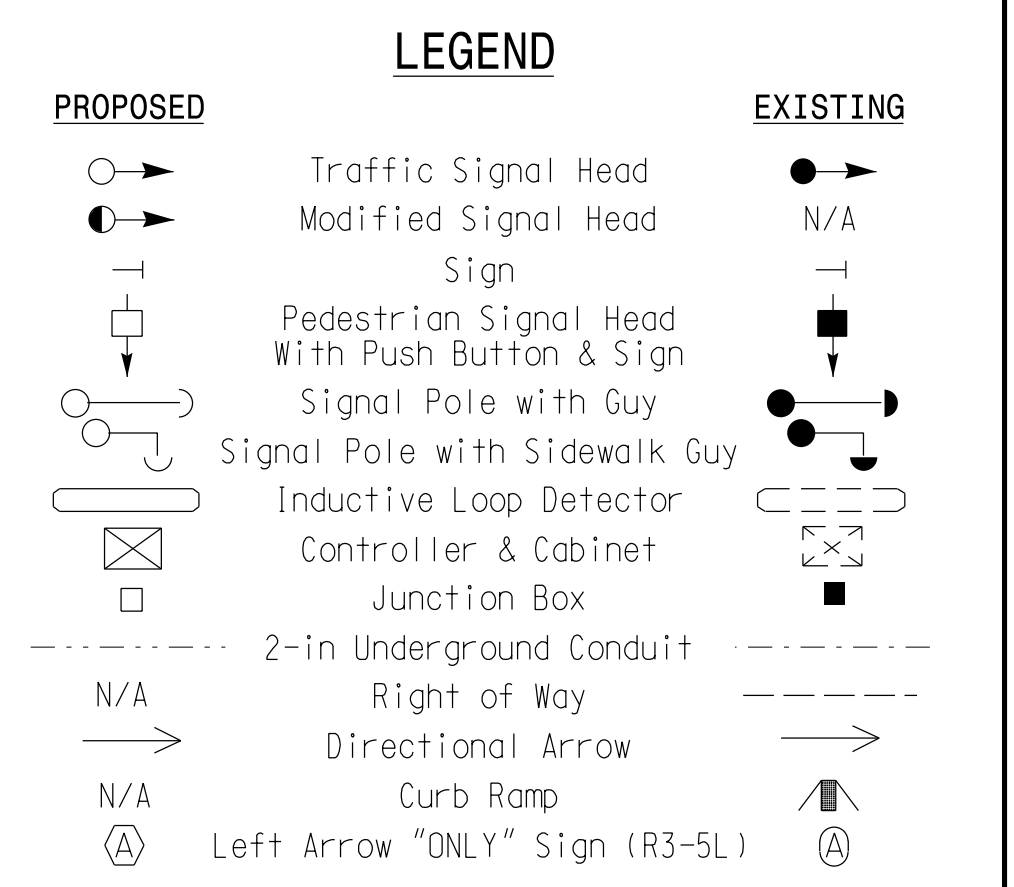 LEGEND
PROPOSED EXISTING
Traffic Signal Head
Modified Signal Head N/A
Sign
Pedestrian Signal Head
With Push Button & Sign
Signal Pole with Guy
Signal Pole with Sidewalk Guy
Inductive Loop Detector
Controller & Cabinet
Junction Box
2-in Underground Conduit
N/A Right of Way
Directional Arrow
N/A Curb Ramp
A Left Arrow "ONLY" Sign (R3-5L) A